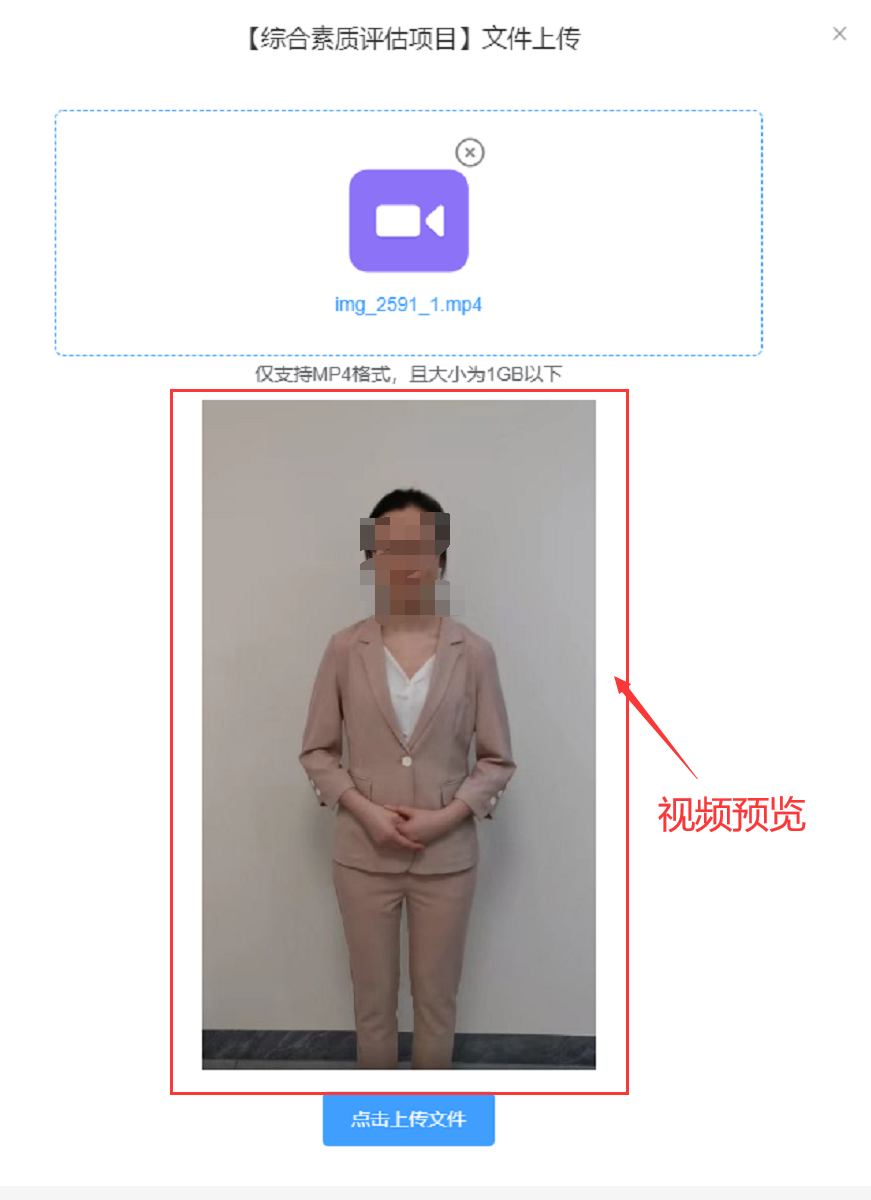 【综合素质评估项目】文件上传
img_2591_1.mp4
仅支持MP4格式，且大小为1GB以下
视频预览
点击上传文件